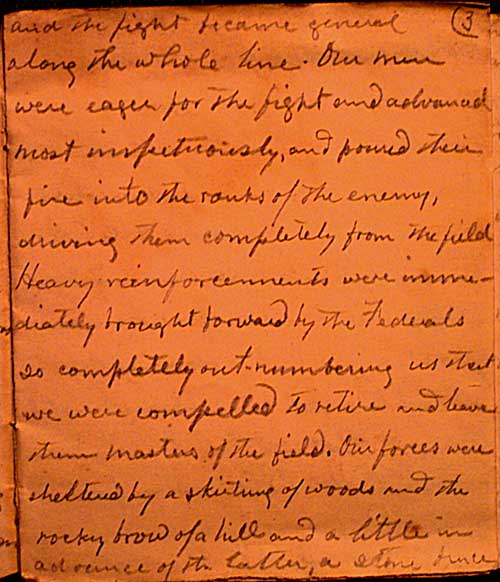 (3)
and the fight became general
along the whole line. Our men
were eager for the fight and advanced
most impetuously, and poured their
fire into the ranks of the enemy,
driving them completely from the field
Heavy reinforcements were imme-
diately brought forward by the Federals
so completely out-numbering us that
we were compelled to retire and leave
them masters of the field. Our forces were
sheltered by a skirting of woods and the
rocky brow of a hill and a little in
advance of the latter, a stone fence